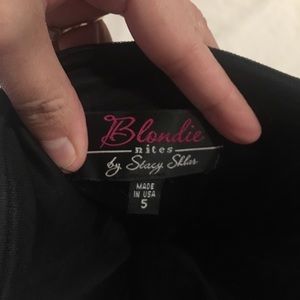 Blondie
nites
by Stacy Sklar
MADE
IN USA
5